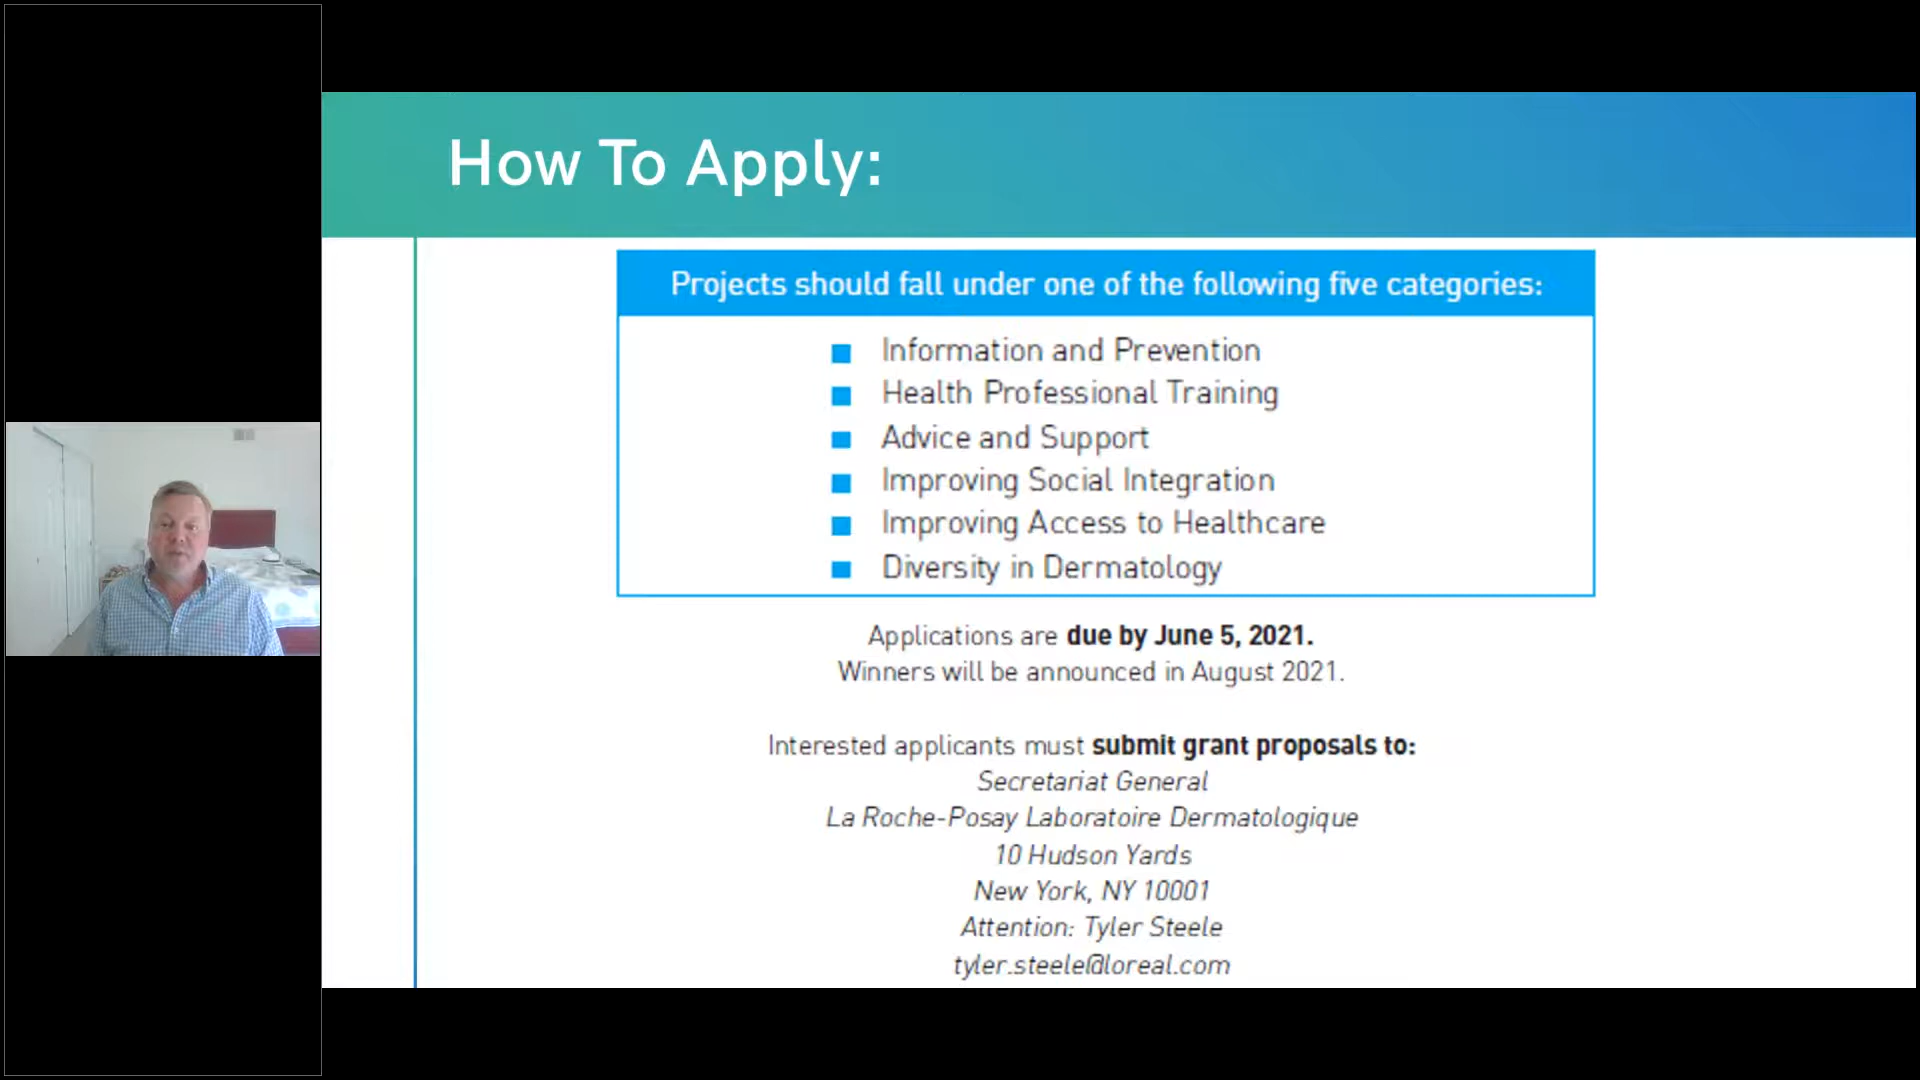 How To Apply:
Projects should fall under one of the following five categories:
Information and Prevention
Health Professional Training
Advice and Support
Improving Social Integration
Improving Access to Healthcare
Diversity in Dermatology
Applications are due by June 5, 2021.
Winners will be announced in August 2021.
Interested applicants must submit grant proposals to:
Secretariat General
La Roche-Posay Laboratoire Dermatologique
10 Hudson Yards
New York, NY 10001
Attention: Tyler Steele
tyler.steele@loreal.com